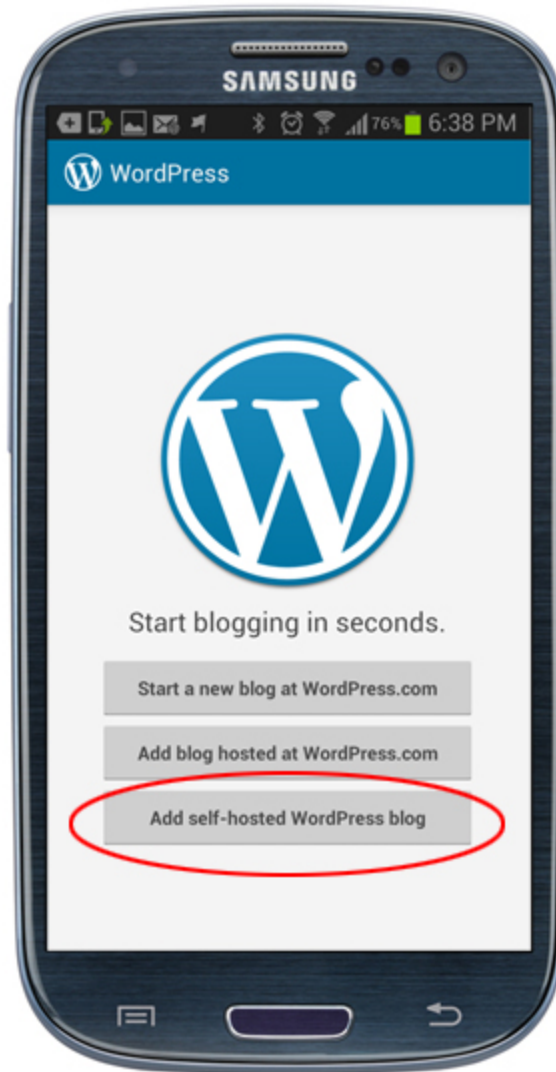 SAMSUNG
76% 6:38 PM
WordPress
Start blogging in seconds.
Start a new blog at WordPress.com
Add blog hosted at WordPress.com
Add self-hosted WordPress blog